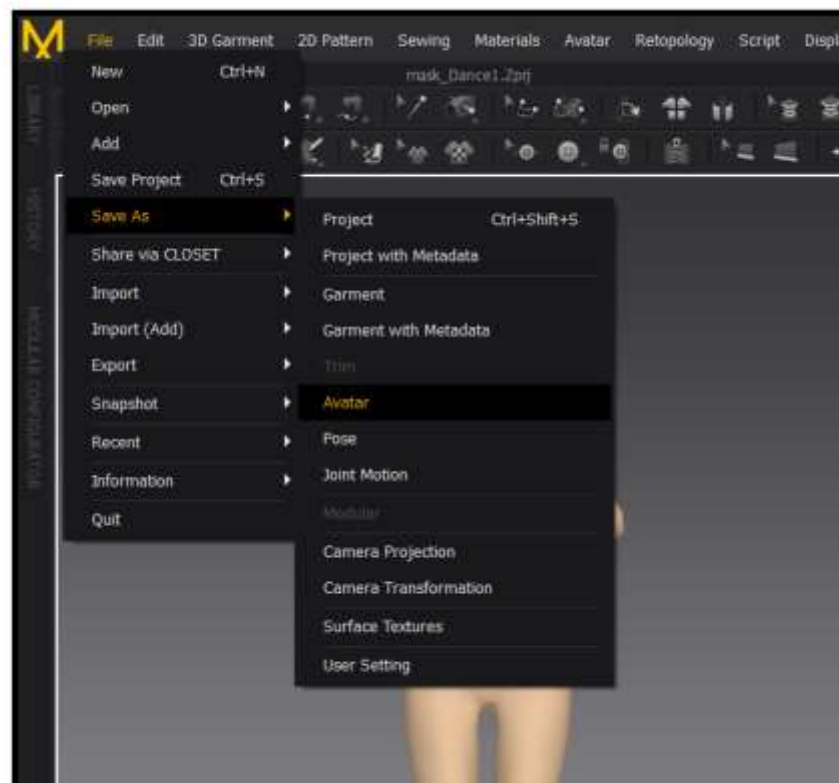 File Edit 3D Garment 2D Pattern Sewing Materials Avatar Retopology Script Displ
mask_Dance1.Zprj
New Ctrl+N
Open
Add
Save Project Ctrl+S
Save As
Share via CLOSET
Import
Import (Add)
Export
Snapshot
Recent
Information
Quit
Project Ctrl+Shift+S
Project with Metadata
Garment
Garment with Metadata
Trim
Avatar
Pose
Joint Motion
Modular
Camera Projection
Camera Transformation
Surface Textures
User Setting
LIBRARY
HISTORY
MODULAR CONFIGURATOR